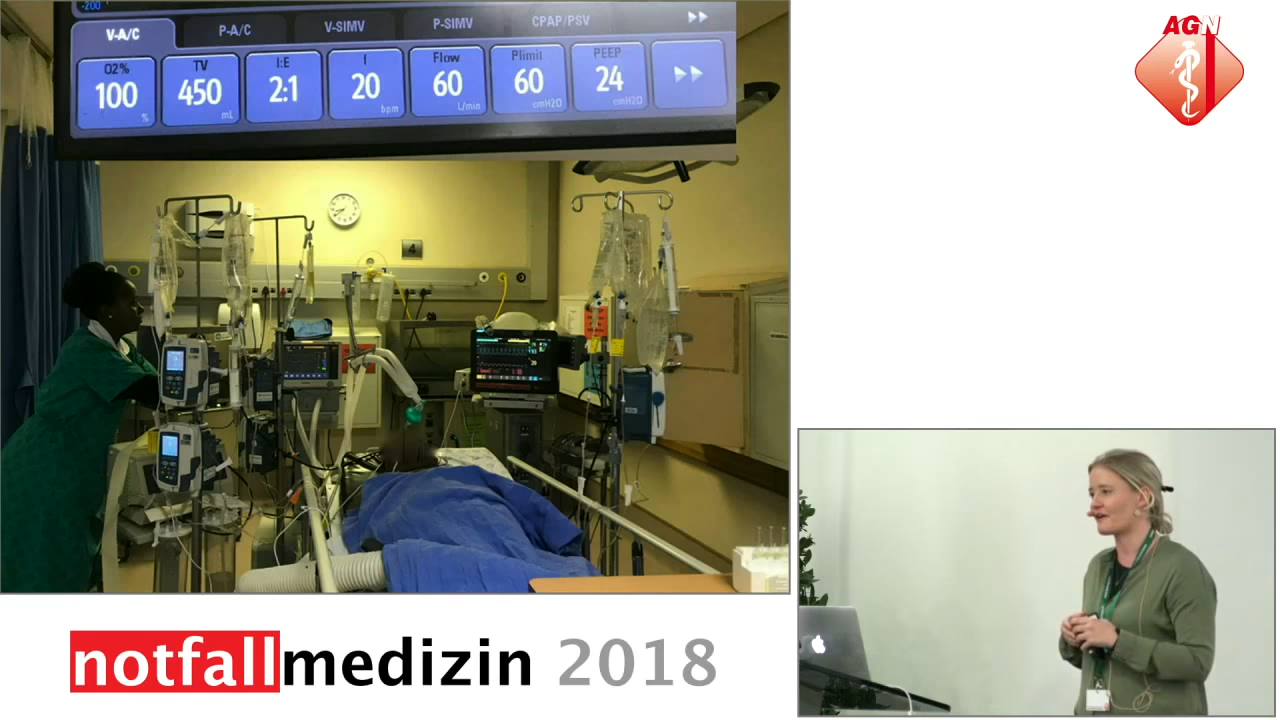 -200
V-A/C P-A/C V-SIMV P-SIMV CPAP/PSV
O2% TV I:E f Flow Plimit PEEP
100 450 2:1 20 60 60 24
% mL bpm L/min cmH2O cmH2O
4
AGN
notfallmedizin 2018